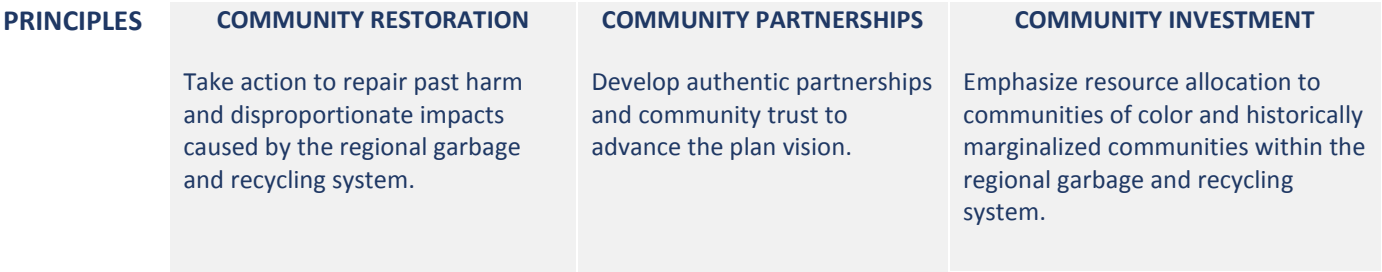 PRINCIPLES
COMMUNITY RESTORATION
Take action to repair past harm
and disproportionate impacts
caused by the regional garbage
and recycling system.
COMMUNITY PARTNERSHIPS
Develop authentic partnerships
and community trust to
advance the plan vision.
COMMUNITY INVESTMENT
Emphasize resource allocation to
communities of color and historically
marginalized communities within the
regional garbage and recycling
system.